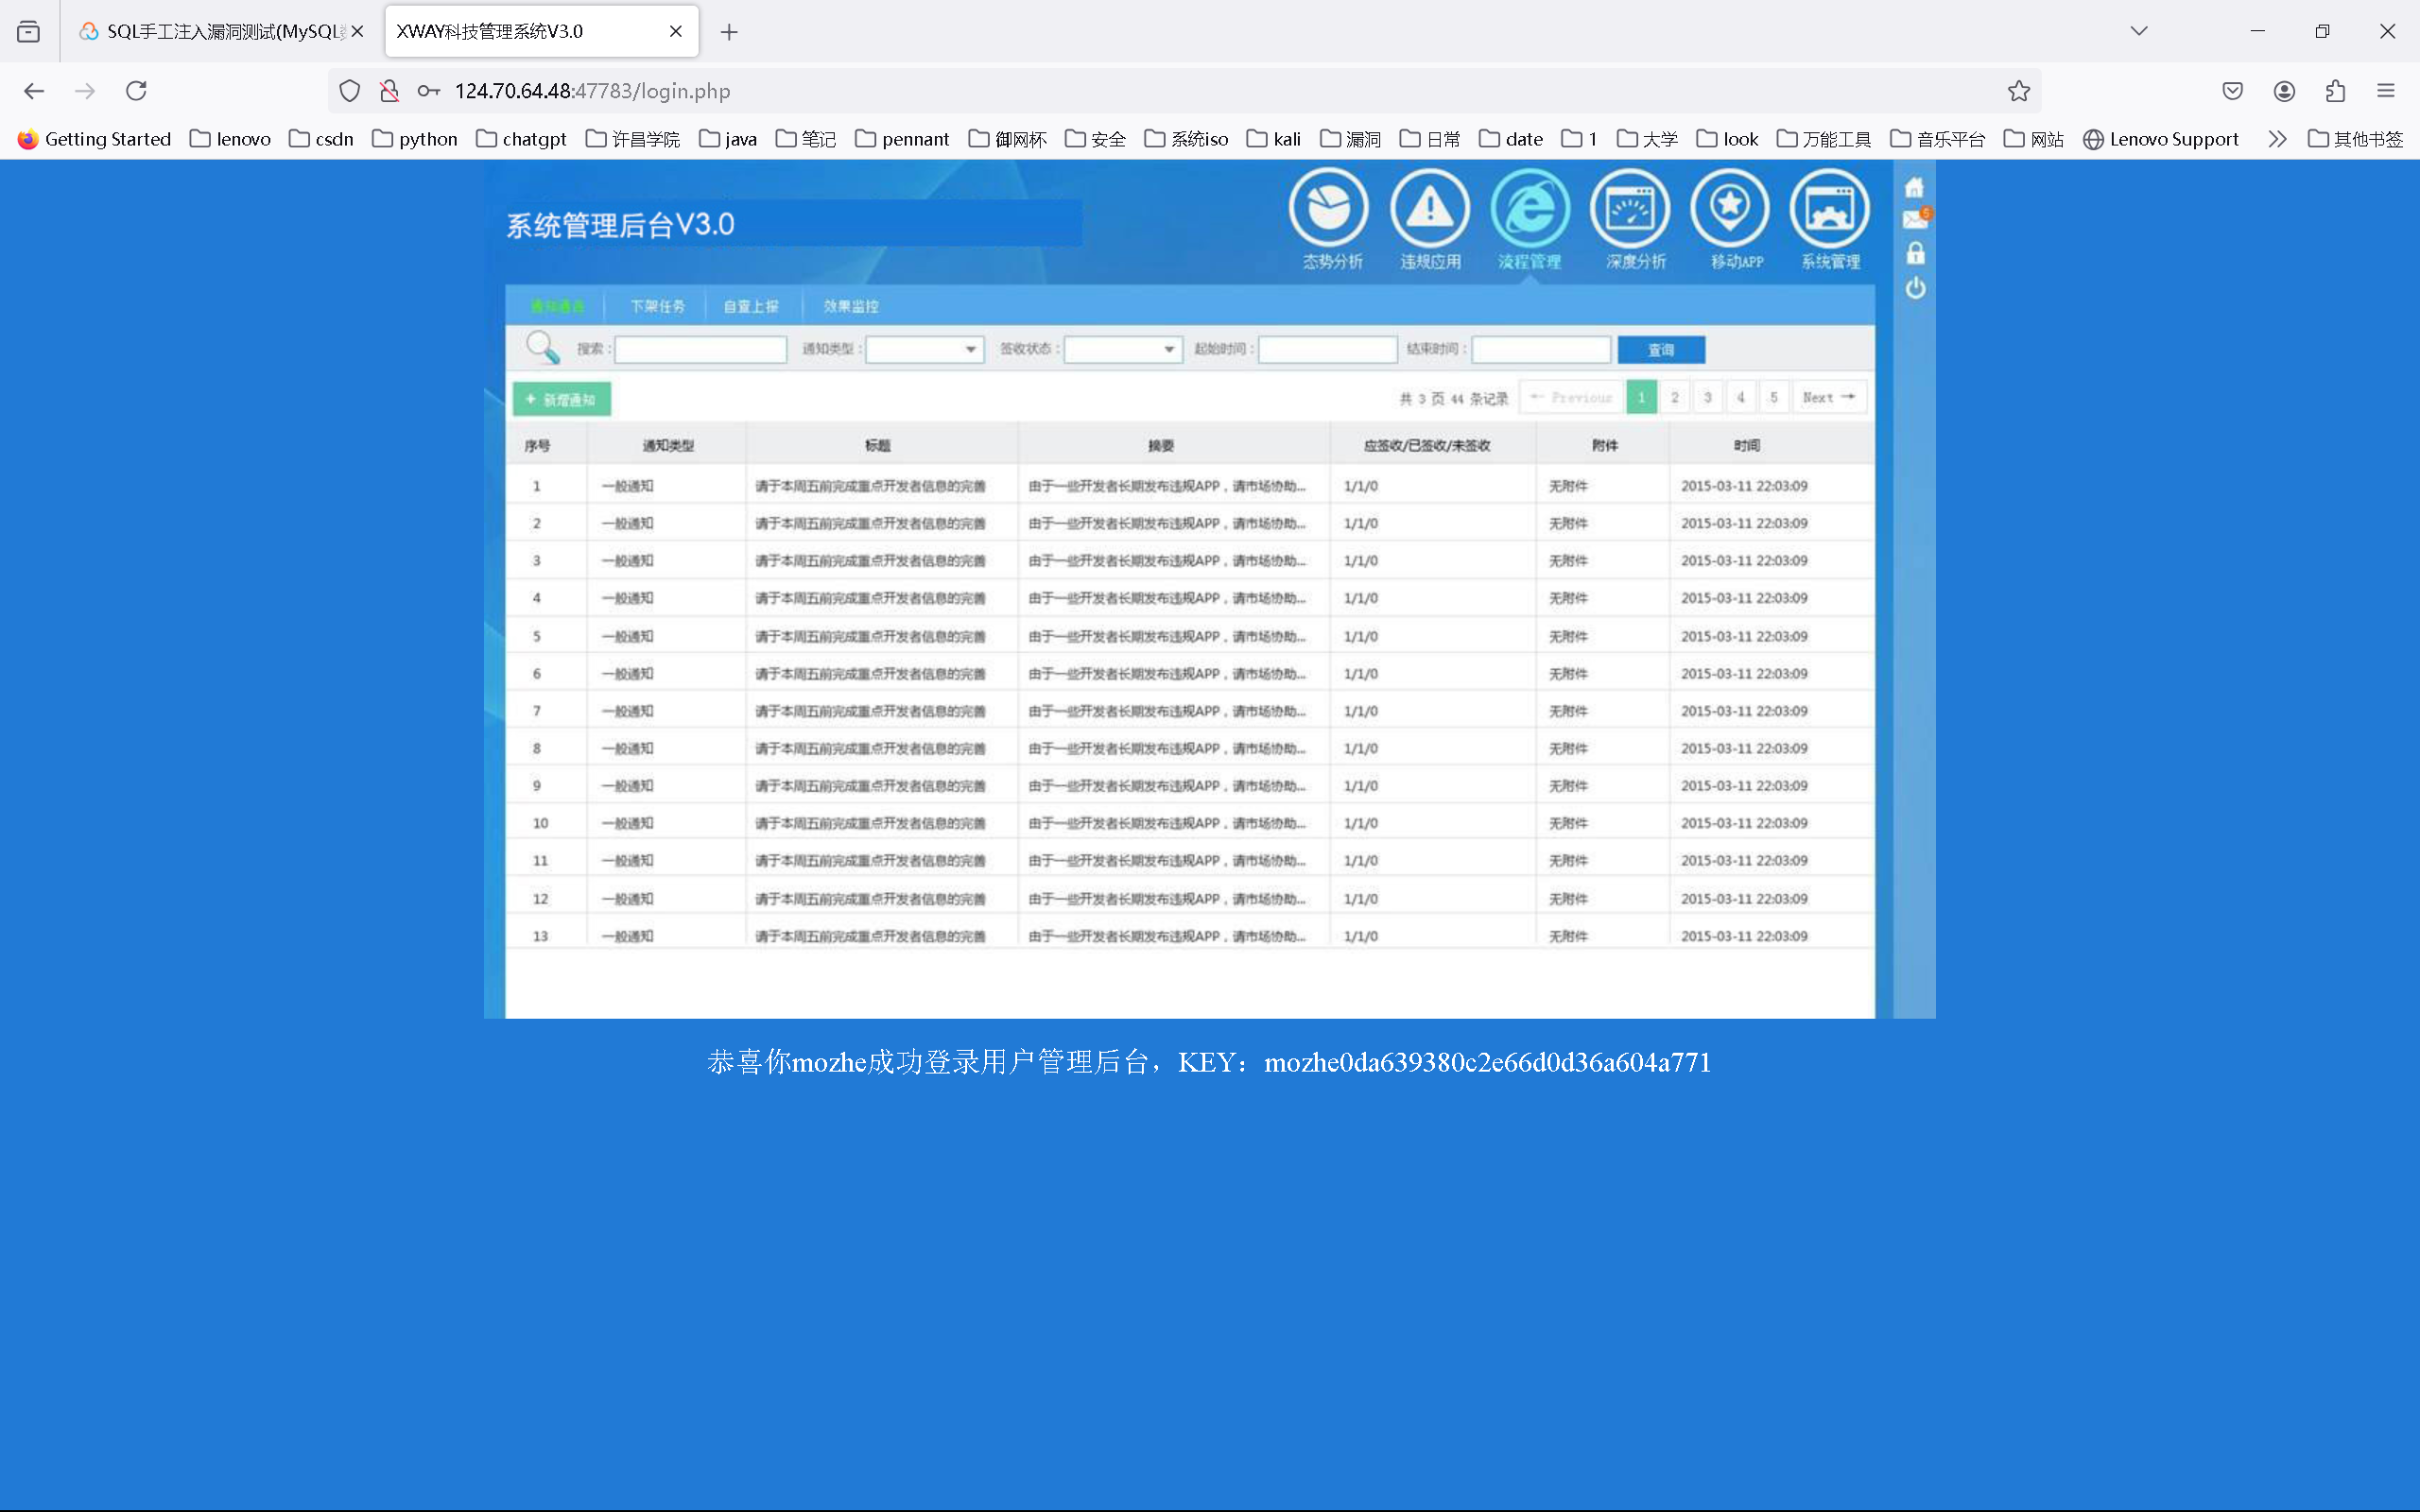 SQL手工注入漏洞测试(MySQL
XWAY科技管理系统V3.0
124.70.64.48:47783/login.php
Getting Started lenovo csdn python chatgpt 许昌学院 java 笔记 pennant 御网杯 安全 系统iso kali 漏洞 日常 date 1 大学 look 万能工具 音乐平台 网站 Lenovo Support 其他书签
系统管理后台V3.0
态势分析 违规应用 流程管理 深度分析 移动APP 系统管理
5
下架任务 自查上报 效果监控
搜索： 通知类型： 签收状态： 起始时间： 结束时间： 查询
+ 新增通知 共 3 页 44 条记录 ← Previous 1 2 3 4 5 Next →
序号 通知类型 标题 摘要 应签收/已签收/未签收 附件 时间
1 一般通知 请于本周五前完成重点开发者信息的完善 由于一些开发者长期发布违规APP，请市场协助... 1/1/0 无附件 2015-03-11 22:03:09
2 一般通知 请于本周五前完成重点开发者信息的完善 由于一些开发者长期发布违规APP，请市场协助... 1/1/0 无附件 2015-03-11 22:03:09
3 一般通知 请于本周五前完成重点开发者信息的完善 由于一些开发者长期发布违规APP，请市场协助... 1/1/0 无附件 2015-03-11 22:03:09
4 一般通知 请于本周五前完成重点开发者信息的完善 由于一些开发者长期发布违规APP，请市场协助... 1/1/0 无附件 2015-03-11 22:03:09
5 一般通知 请于本周五前完成重点开发者信息的完善 由于一些开发者长期发布违规APP，请市场协助... 1/1/0 无附件 2015-03-11 22:03:09
6 一般通知 请于本周五前完成重点开发者信息的完善 由于一些开发者长期发布违规APP，请市场协助... 1/1/0 无附件 2015-03-11 22:03:09
7 一般通知 请于本周五前完成重点开发者信息的完善 由于一些开发者长期发布违规APP，请市场协助... 1/1/0 无附件 2015-03-11 22:03:09
8 一般通知 请于本周五前完成重点开发者信息的完善 由于一些开发者长期发布违规APP，请市场协助... 1/1/0 无附件 2015-03-11 22:03:09
9 一般通知 请于本周五前完成重点开发者信息的完善 由于一些开发者长期发布违规APP，请市场协助... 1/1/0 无附件 2015-03-11 22:03:09
10 一般通知 请于本周五前完成重点开发者信息的完善 由于一些开发者长期发布违规APP，请市场协助... 1/1/0 无附件 2015-03-11 22:03:09
11 一般通知 请于本周五前完成重点开发者信息的完善 由于一些开发者长期发布违规APP，请市场协助... 1/1/0 无附件 2015-03-11 22:03:09
12 一般通知 请于本周五前完成重点开发者信息的完善 由于一些开发者长期发布违规APP，请市场协助... 1/1/0 无附件 2015-03-11 22:03:09
13 一般通知 请于本周五前完成重点开发者信息的完善 由于一些开发者长期发布违规APP，请市场协助... 1/1/0 无附件 2015-03-11 22:03:09
恭喜你mozhe成功登录用户管理后台，KEY：mozhe0da639380c2e66d0d36a604a771